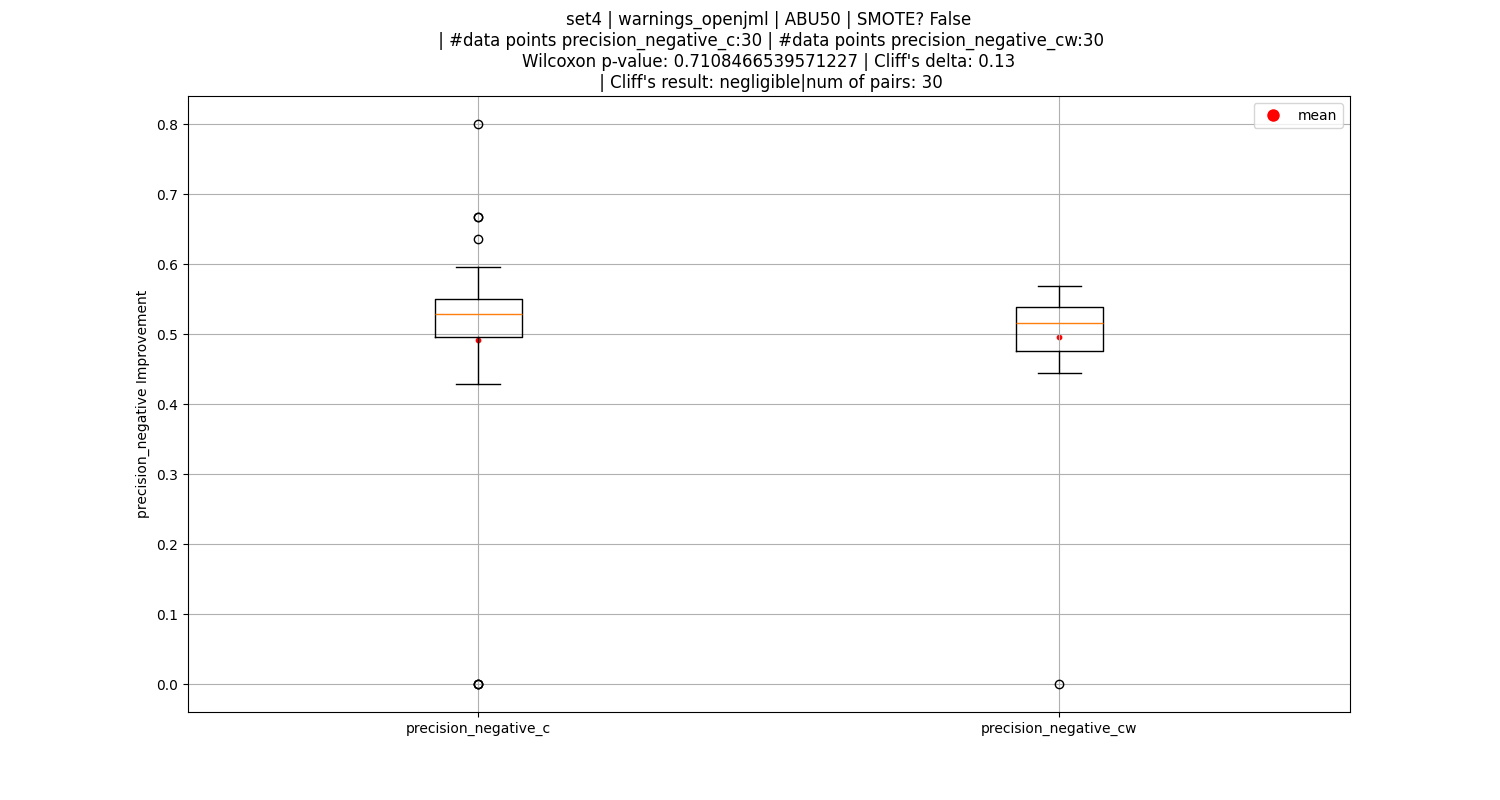 set4 | warnings_openjml | ABU50 | SMOTE? False
| #data points precision_negative_c:30 | #data points precision_negative_cw:30
Wilcoxon p-value: 0.7108466539571227 | Cliff's delta: 0.13
| Cliff's result: negligible|num of pairs: 30
mean
0.8
0.7
0.6
0.5
0.4
0.3
0.2
0.1
0.0
precision_negative Improvement
precision_negative_c
precision_negative_cw